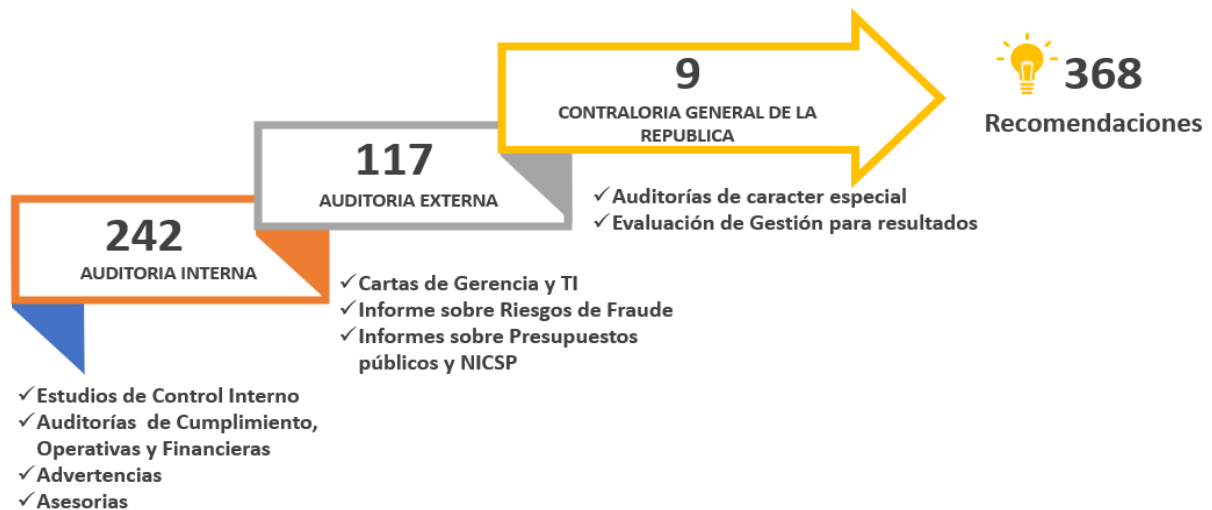 9
CONTRALORIA GENERAL DE LA
REPUBLICA
368
Recomendaciones
117
AUDITORIA EXTERNA
✓Auditorías de caracter especial
✓Evaluación de Gestión para resultados
242
AUDITORIA INTERNA
✓Cartas de Gerencia y TI
✓Informe sobre Riesgos de Fraude
✓Informes sobre Presupuestos
públicos y NICSP
✓Estudios de Control Interno
✓Auditorías de Cumplimiento,
Operativas y Financieras
✓Advertencias
✓Asesorias